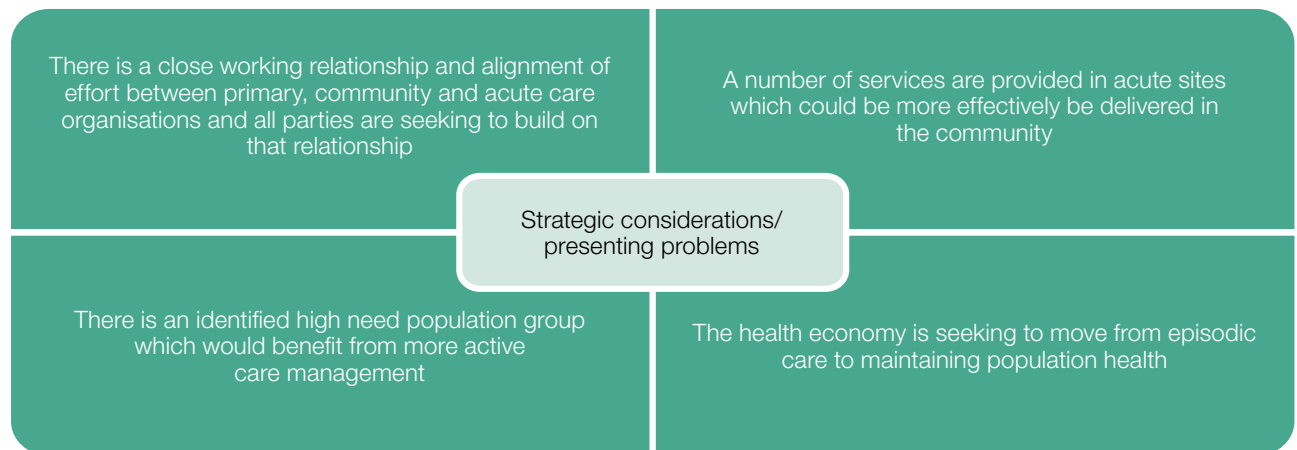 There is a close working relationship and alignment of
effort between primary, community and acute care
organisations and all parties are seeking to build on
that relationship
A number of services are provided in acute sites
which could be more effectively be delivered in
the community
Strategic considerations/
presenting problems
There is an identified high need population group
which would benefit from more active
care management
The health economy is seeking to move from episodic
care to maintaining population health